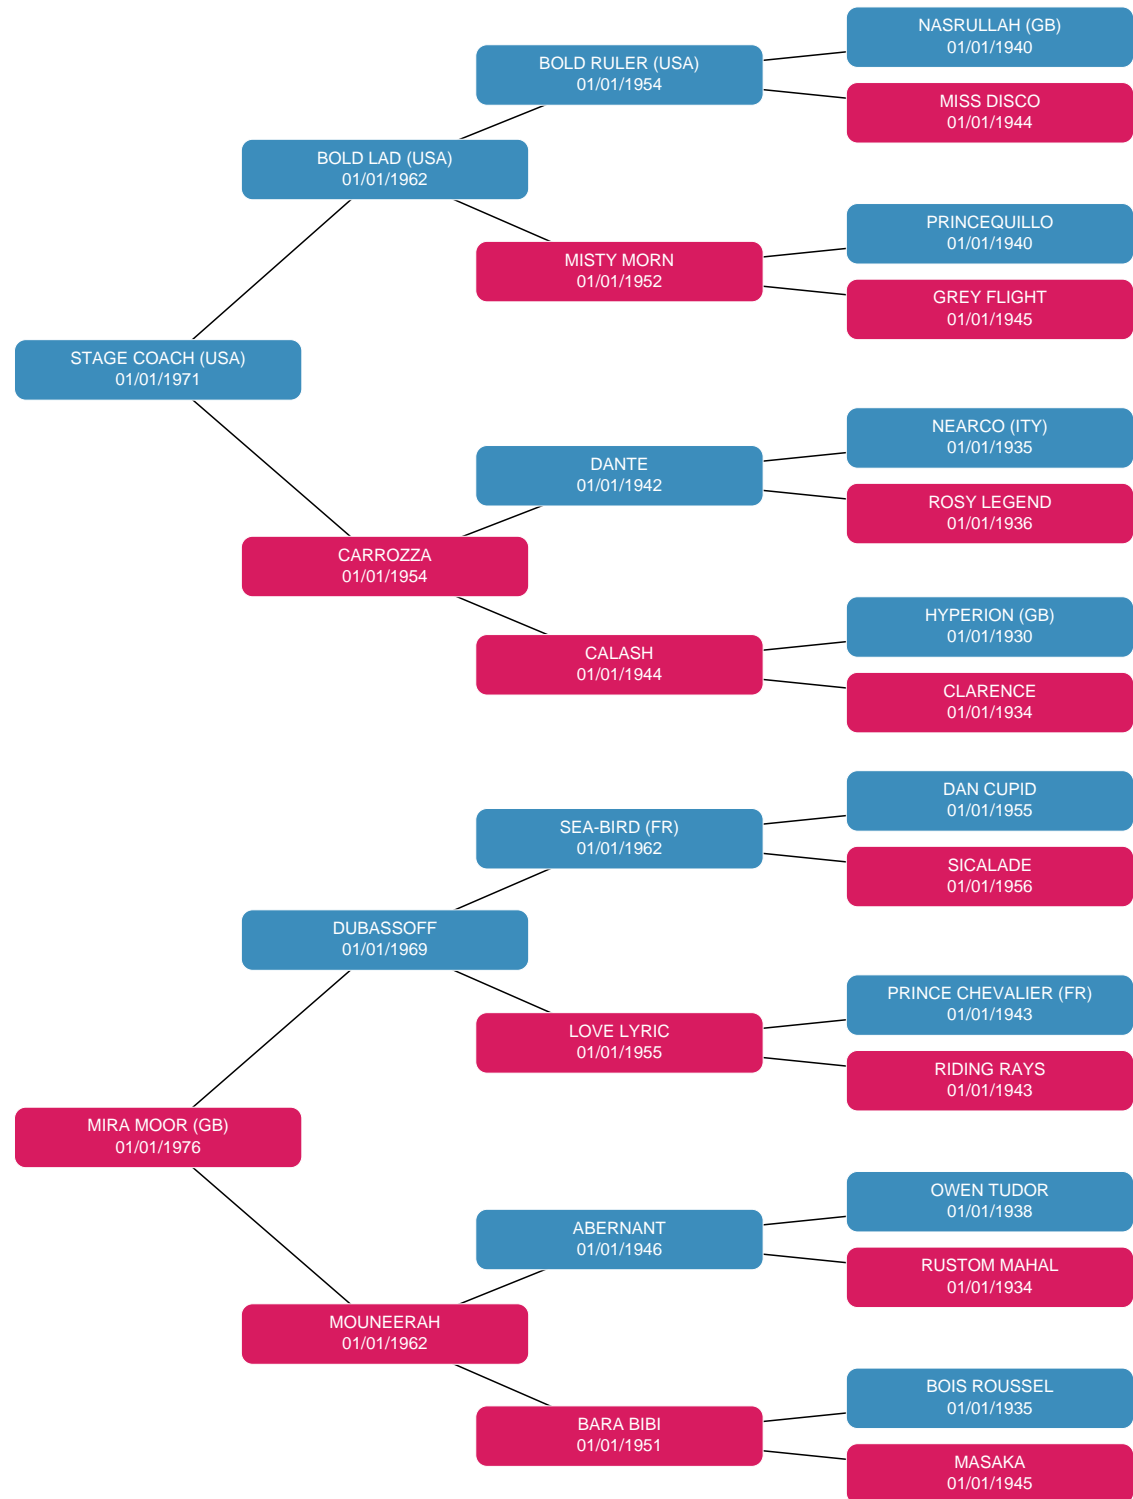 NASRULLAH (GB)
01/01/1940
BOLD RULER (USA)
01/01/1954
MISS DISCO
01/01/1944
BOLD LAD (USA)
01/01/1962
PRINCEQUILLO
01/01/1940
MISTY MORN
01/01/1952
GREY FLIGHT
01/01/1945
STAGE COACH (USA)
01/01/1971
NEARCO (ITY)
01/01/1935
DANTE
01/01/1942
ROSY LEGEND
01/01/1936
CARROZZA
01/01/1954
HYPERION (GB)
01/01/1930
CALASH
01/01/1944
CLARENCE
01/01/1934
DAN CUPID
01/01/1955
SEA-BIRD (FR)
01/01/1962
SICALADE
01/01/1956
DUBASSOFF
01/01/1969
PRINCE CHEVALIER (FR)
01/01/1943
LOVE LYRIC
01/01/1955
RIDING RAYS
01/01/1943
MIRA MOOR (GB)
01/01/1976
OWEN TUDOR
01/01/1938
ABERNANT
01/01/1946
RUSTOM MAHAL
01/01/1934
MOUNEERAH
01/01/1962
BOIS ROUSSEL
01/01/1935
BARA BIBI
01/01/1951
MASAKA
01/01/1945